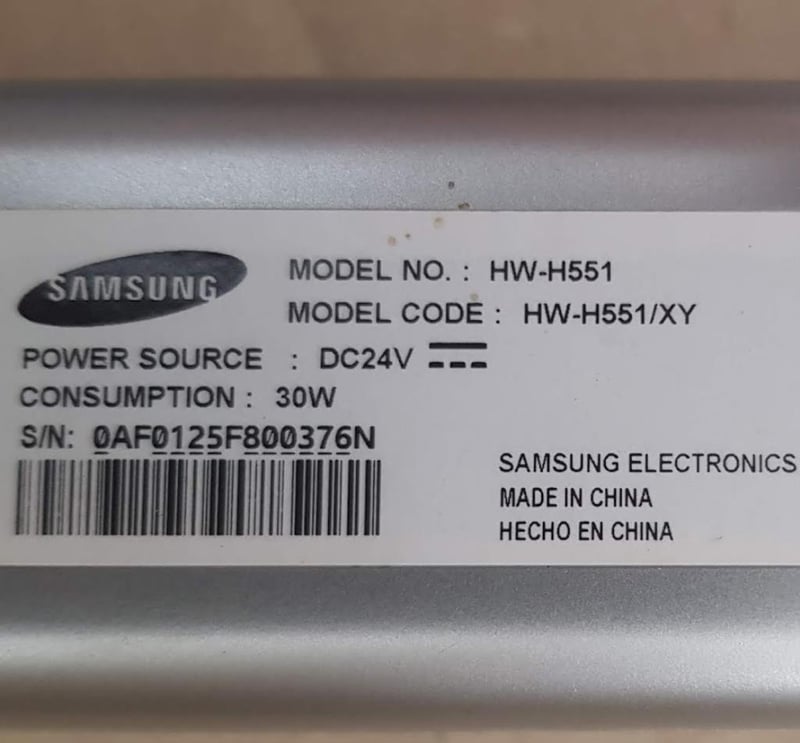 SAMSUNG
MODEL NO. : HW-H551
MODEL CODE : HW-H551/XY
POWER SOURCE : DC24V
CONSUMPTION : 30W
S/N: 0AF0125F800376N
SAMSUNG ELECTRONICS
MADE IN CHINA
HECHO EN CHINA